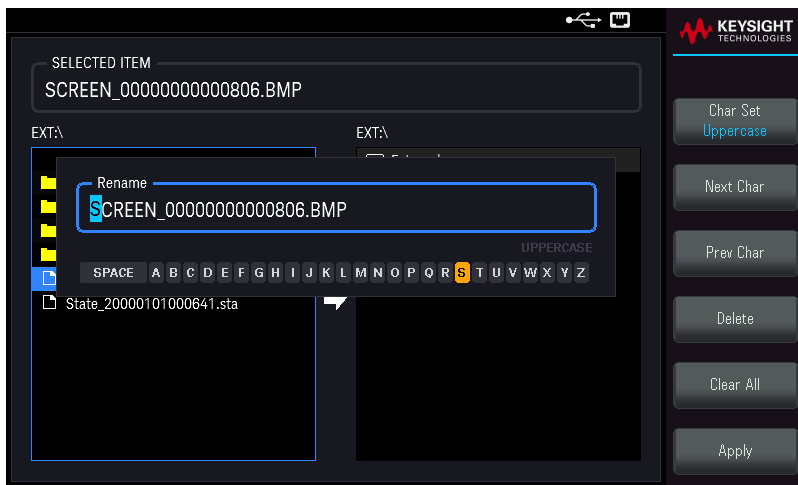 KEYSIGHT
TECHNOLOGIES
SELECTED ITEM
SCREEN_00000000000806.BMP
EXT:\
EXT:\
Rename
SCREEN_00000000000806.BMP
UPPERCASE
SPACE A B C D E F G H I J K L M N O P Q R S T U V W X Y Z
State_20000101000641.sta
Char Set
Uppercase
Next Char
Prev Char
Delete
Clear All
Apply